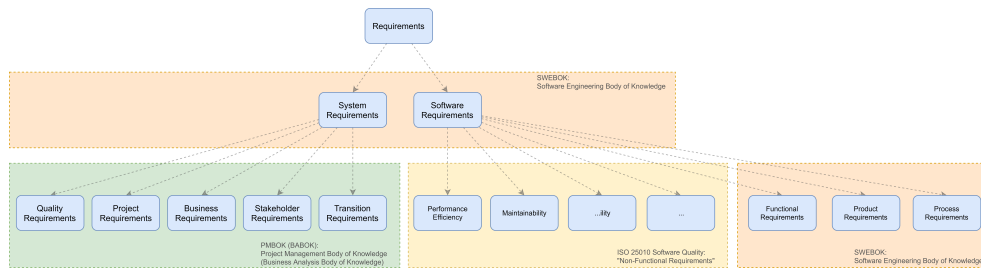 Requirements
SWEBOK:
Software Engineering Body of Knowledge
System
Requirements
Software
Requirements
Quality
Requirements
Project
Requirements
Business
Requirements
Stakeholder
Requirements
Transition
Requirements
PMBOK (BABOK):
Project Management Body of Knowledge
(Business Analysis Body of Knowledge)
Performance
Efficiency
Maintainability
...ility
...
ISO 25010 Software Quality:
"Non-Functional Requirements"
Functional
Requirements
Product
Requirements
Process
Requirements
SWEBOK:
Software Engineering Body of Knowledge